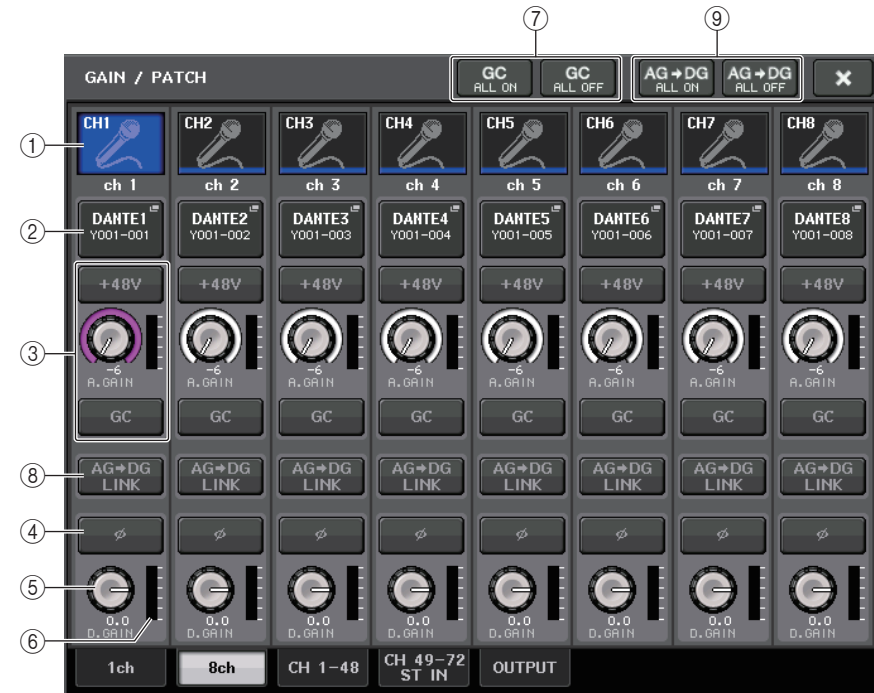 ⑦ ⑨
GAIN / PATCH GC ALL ON GC ALL OFF AG➜DG ALL ON AG➜DG ALL OFF ×
① CH1 CH2 CH3 CH4 CH5 CH6 CH7 CH8
ch 1 ch 2 ch 3 ch 4 ch 5 ch 6 ch 7 ch 8
② DANTE1 DANTE2 DANTE3 DANTE4 DANTE5 DANTE6 DANTE7 DANTE8
Y001-001 Y001-002 Y001-003 Y001-004 Y001-005 Y001-006 Y001-007 Y001-008
+48V +48V +48V +48V +48V +48V +48V +48V
③
-6 -6 -6 -6 -6 -6 -6 -6
A.GAIN A.GAIN A.GAIN A.GAIN A.GAIN A.GAIN A.GAIN A.GAIN
GC GC GC GC GC GC GC GC
⑧ AG➜DG AG➜DG AG➜DG AG➜DG AG➜DG AG➜DG AG➜DG AG➜DG
LINK LINK LINK LINK LINK LINK LINK LINK
④ ø ø ø ø ø ø ø ø
⑤
⑥ 0.0 0.0 0.0 0.0 0.0 0.0 0.0 0.0
D.GAIN D.GAIN D.GAIN D.GAIN D.GAIN D.GAIN D.GAIN D.GAIN
1ch 8ch CH 1-48 CH 49-72 ST IN OUTPUT